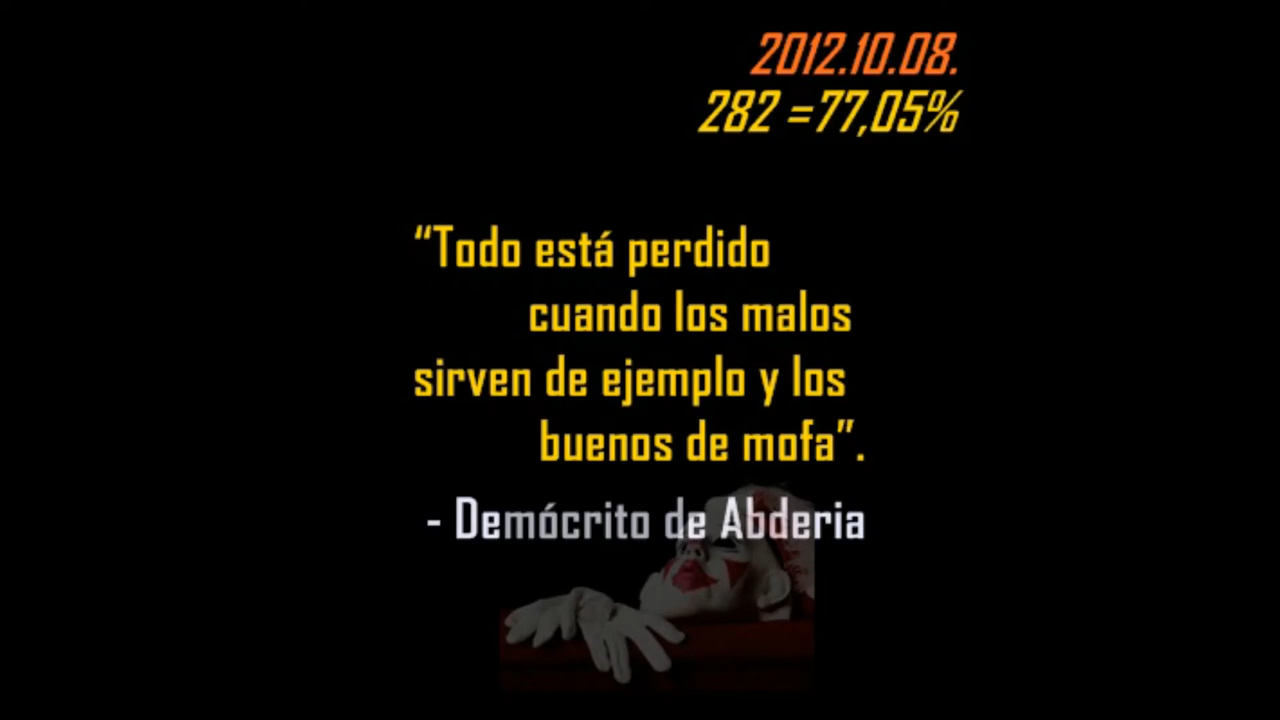 2012.10.08.
282 =77,05%
“Todo está perdido
cuando los malos
sirven de ejemplo y los
buenos de mofa”.
- Demócrito de Abderia